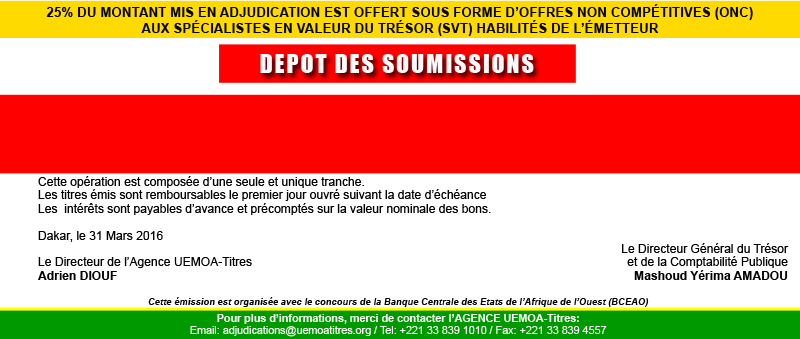 25% DU MONTANT MIS EN ADJUDICATION EST OFFERT SOUS FORME D’OFFRES NON COMPÉTITIVES (ONC)
AUX SPÉCIALISTES EN VALEUR DU TRÉSOR (SVT) HABILITÉS DE L’ÉMETTEUR
DEPOT DES SOUMISSIONS
Cette opération est composée d’une seule et unique tranche.
Les titres émis sont remboursables le premier jour ouvré suivant la date d’échéance
Les intérêts sont payables d’avance et précomptés sur la valeur nominale des bons.
Dakar, le 31 Mars 2016
Le Directeur de l’Agence UEMOA-Titres
Adrien DIOUF
Le Directeur Général du Trésor
et de la Comptabilité Publique
Mashoud Yérima AMADOU
Cette émission est organisée avec le concours de la Banque Centrale des Etats de l’Afrique de l’Ouest (BCEAO)
Pour plus d’informations, merci de contacter l’AGENCE UEMOA-Titres:
Email: adjudications@uemoatitres.org / Tel: +221 33 839 1010 / Fax: +221 33 839 4557